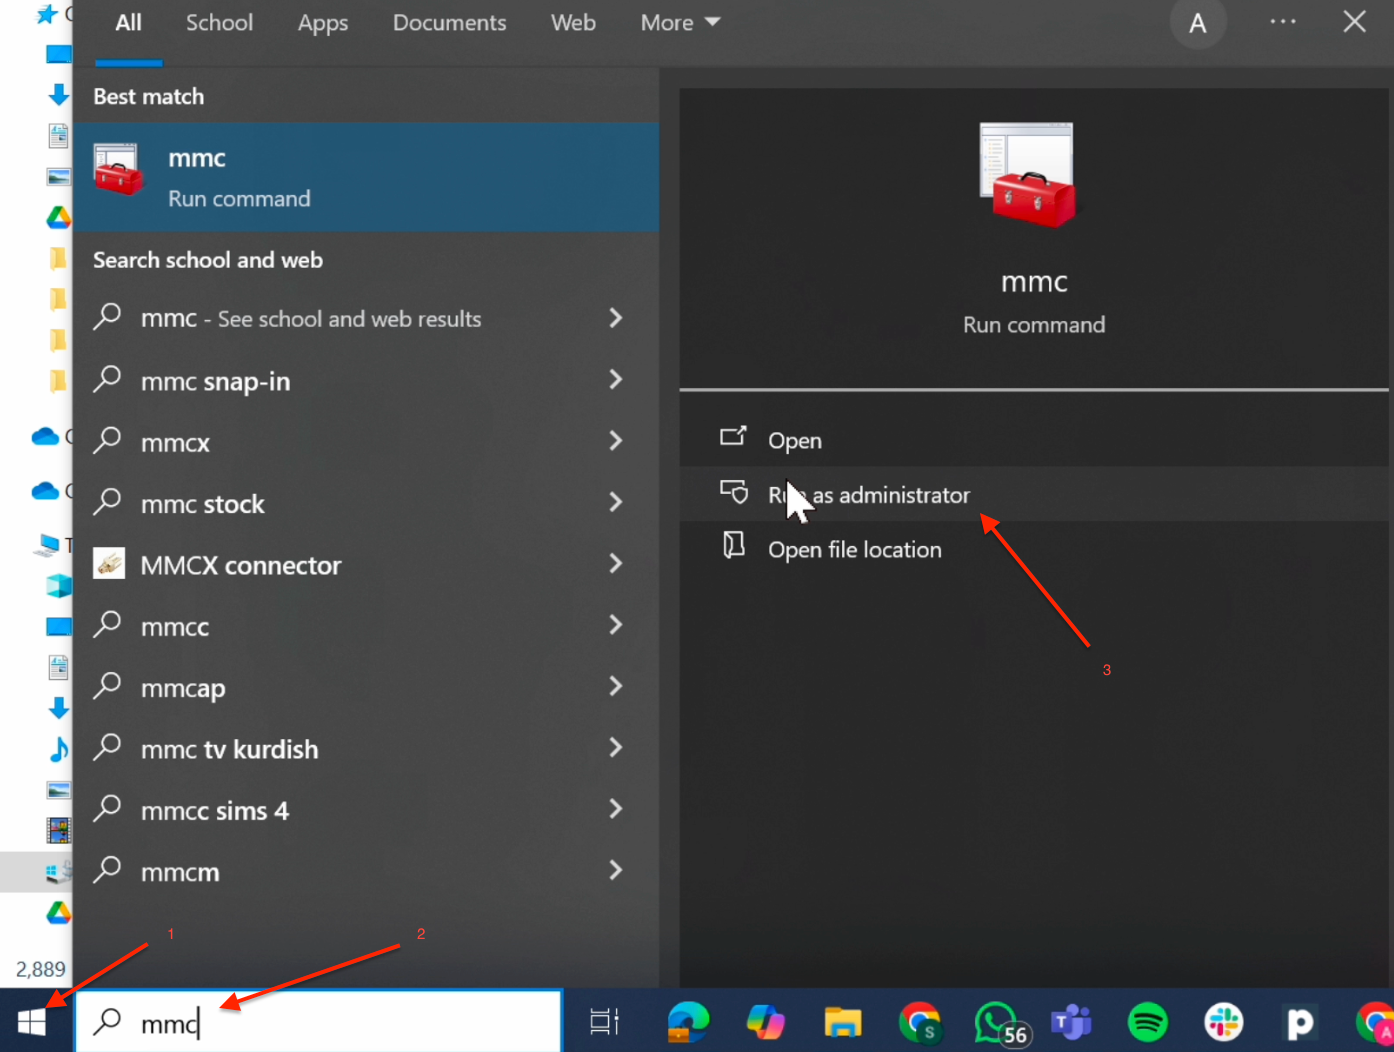 All School Apps Documents Web More A
Best match
mmc
Run command
Search school and web
mmc - See school and web results
mmc snap-in
mmcx
mmc stock
MMCX connector
mmcc
mmcap
mmc tv kurdish
mmcc sims 4
mmcm
mmc
Run command
Open
Run as administrator
Open file location
3
1
2
2,889
mmc
S
56
T
A